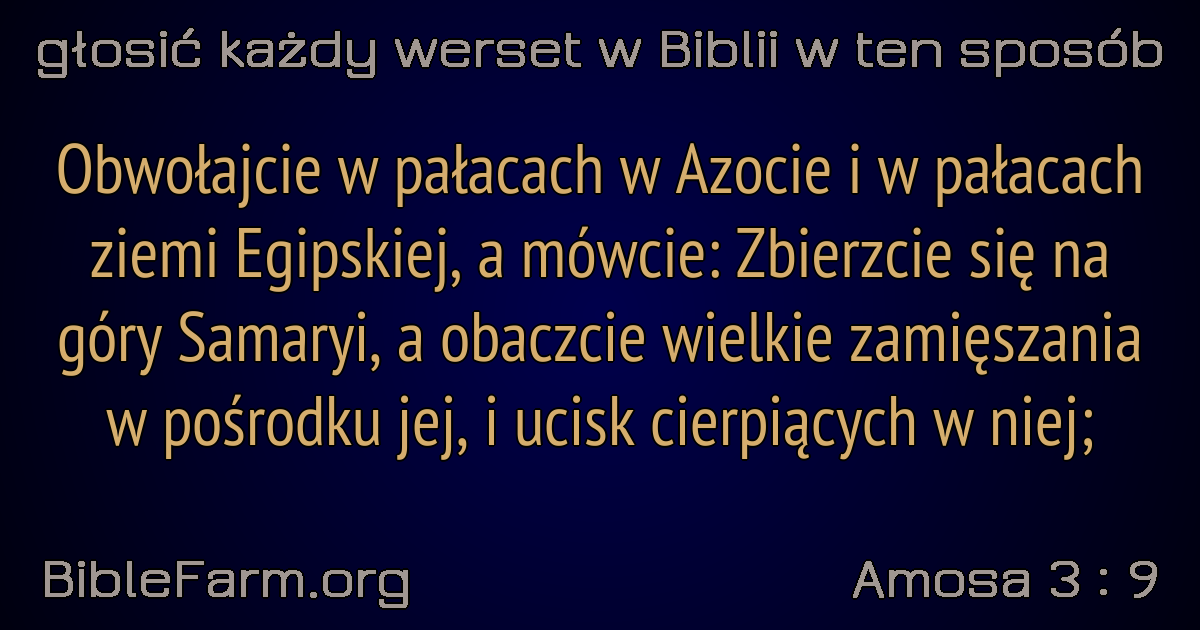 głosić każdy werset w Biblii w ten sposób
Obwołajcie w pałacach w Azocie i w pałacach
ziemi Egipskiej, a mówcie: Zbierzcie się na
góry Samaryi, a obaczcie wielkie zamięszania
w pośrodku jej, i ucisk cierpiących w niej;
BibleFarm.org
Amosa 3 : 9